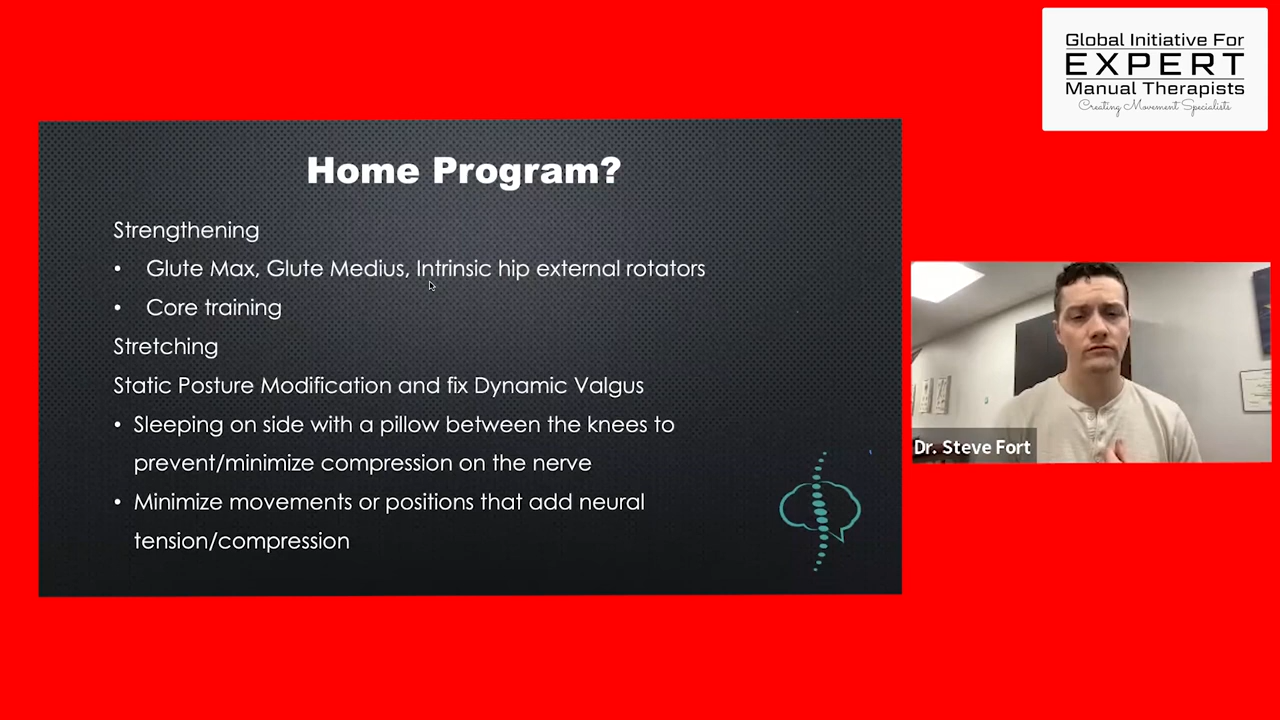 Global Initiative For
EXPERT
Manual Therapists
Creating Movement Specialists
Home Program?
Strengthening
• Glute Max, Glute Medius, Intrinsic hip external rotators
• Core training
Stretching
Static Posture Modification and fix Dynamic Valgus
• Sleeping on side with a pillow between the knees to
prevent/minimize compression on the nerve
• Minimize movements or positions that add neural
tension/compression
Dr. Steve Fort